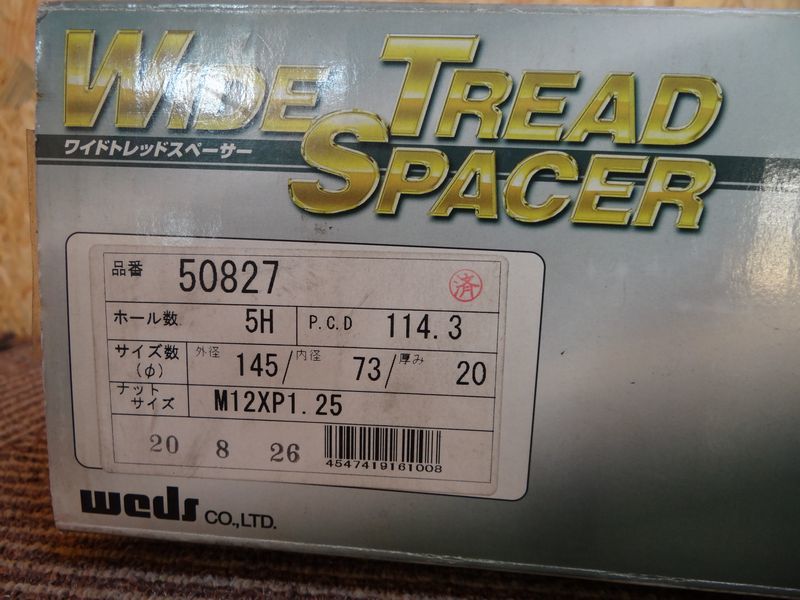 WIDE TREAD
ワイドトレッドスペーサー
SPACER
品番 50827 済
ホール数 5H P.C.D 114.3
サイズ数(φ) 外径 145/ 内径 73/ 厚み 20
ナットサイズ M12XP1.25
20 8 26
4547419161008
weds CO.,LTD.